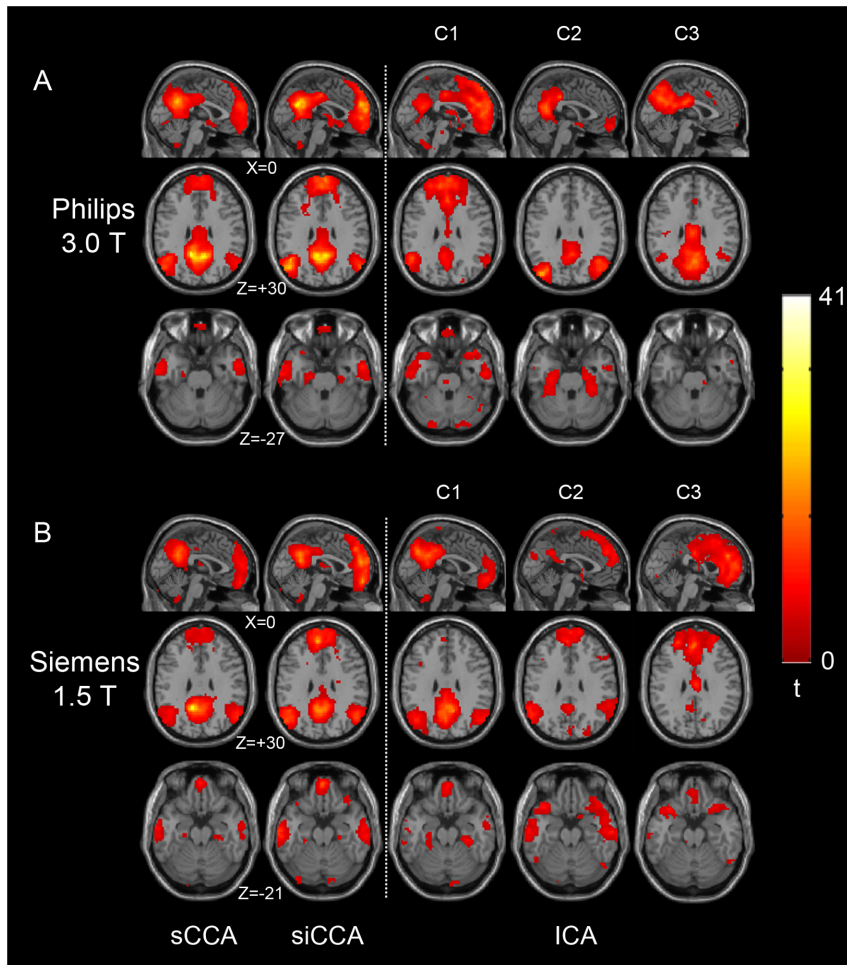 C1 C2 C3
A
X=0
Philips
3.0 T
Z=+30
41
Z=-27
C1 C2 C3
B
X=0
Siemens
1.5 T
0
t
Z=+30
Z=-21
sCCA siCCA ICA